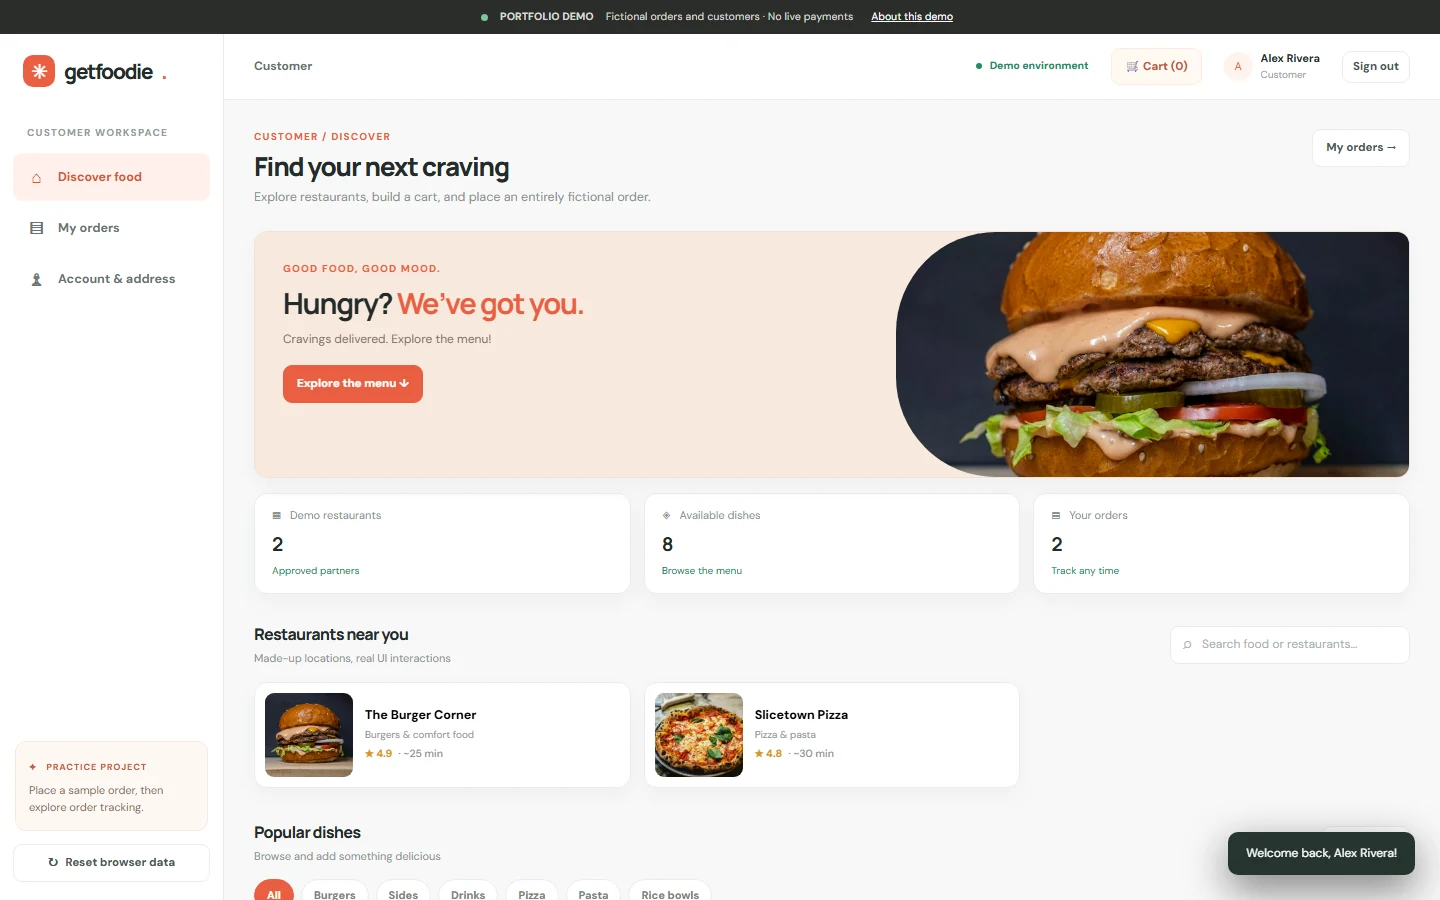 PORTFOLIO DEMO Fictional orders and customers · No live payments About this demo
getfoodie.
CUSTOMER WORKSPACE
Discover food
My orders
Account & address
PRACTICE PROJECT
Place a sample order, then
explore order tracking.
Reset browser data
Customer
Demo environment
Cart (0)
A
Alex Rivera
Customer
Sign out
CUSTOMER / DISCOVER
Find your next craving
Explore restaurants, build a cart, and place an entirely fictional order.
My orders →
GOOD FOOD, GOOD MOOD.
Hungry? We've got you.
Cravings delivered. Explore the menu!
Explore the menu ↓
Demo restaurants
2
Approved partners
Available dishes
8
Browse the menu
Your orders
2
Track any time
Restaurants near you
Made-up locations, real UI interactions
Search food or restaurants...
The Burger Corner
Burgers & comfort food
★ 4.9 · ~25 min
Slicetown Pizza
Pizza & pasta
★ 4.8 · ~30 min
Popular dishes
Browse and add something delicious
All
Burgers
Sides
Drinks
Pizza
Pasta
Rice bowls
Welcome back, Alex Rivera!